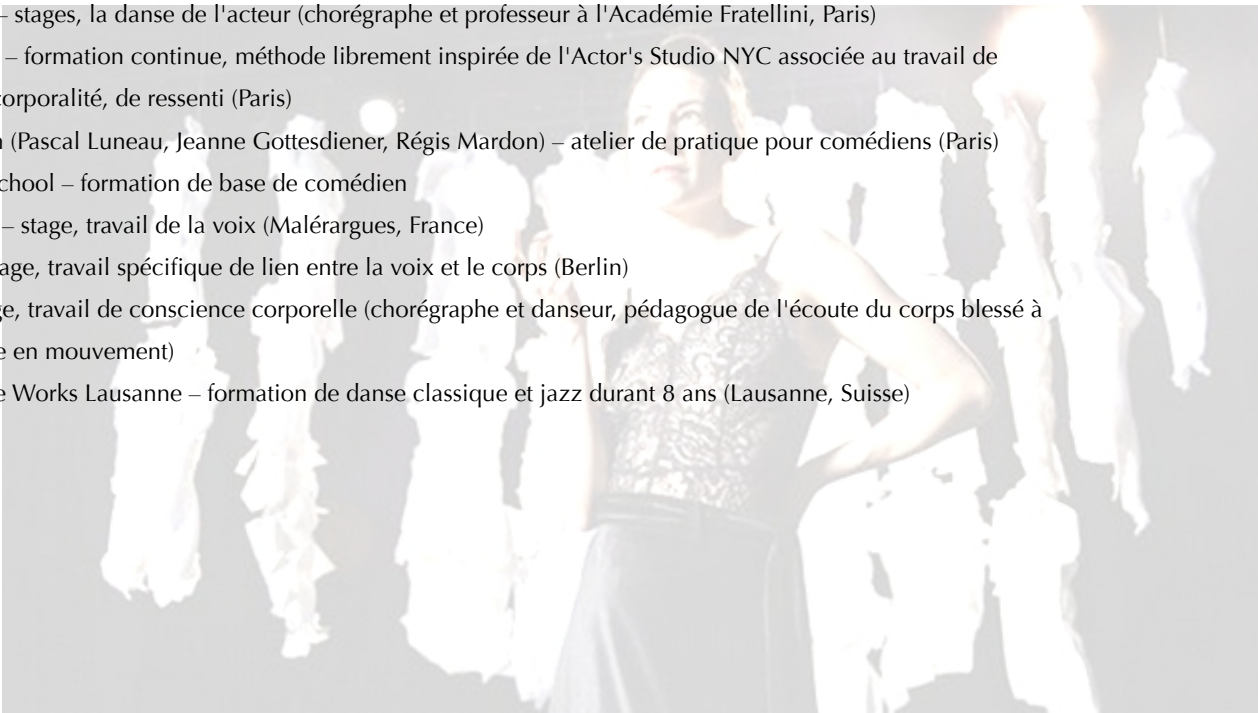 – stages, la danse de l'acteur (chorégraphe et professeur à l'Académie Fratellini, Paris)
– formation continue, méthode librement inspirée de l'Actor's Studio NYC associée au travail de
corporalité, de ressenti (Paris)
(Pascal Luneau, Jeanne Gottesdiener, Régis Mardon) – atelier de pratique pour comédiens (Paris)
chool – formation de base de comédien
– stage, travail de la voix (Malérargues, France)
age, travail spécifique de lien entre la voix et le corps (Berlin)
ge, travail de conscience corporelle (chorégraphe et danseur, pédagogue de l'écoute du corps blessé à
e en mouvement)
e Works Lausanne – formation de danse classique et jazz durant 8 ans (Lausanne, Suisse)